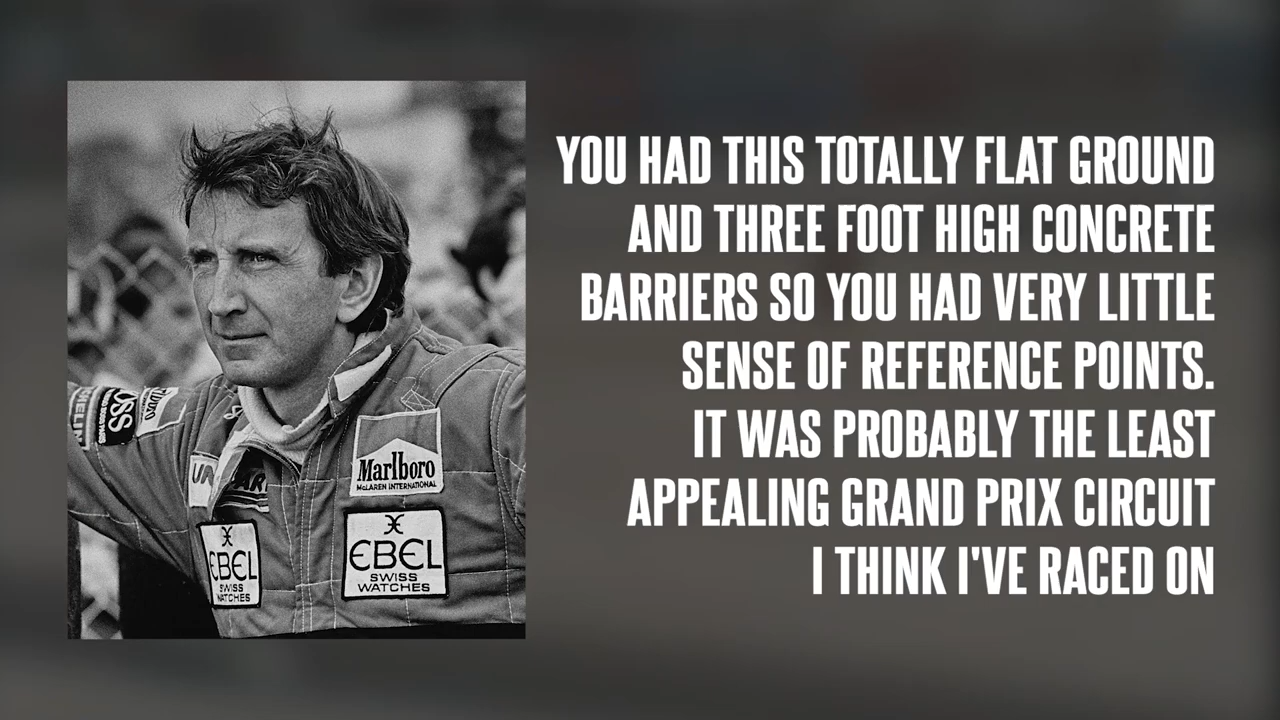 YOU HAD THIS TOTALLY FLAT GROUND
AND THREE FOOT HIGH CONCRETE
BARRIERS SO YOU HAD VERY LITTLE
SENSE OF REFERENCE POINTS.
IT WAS PROBABLY THE LEAST
APPEALING GRAND PRIX CIRCUIT
I THINK I'VE RACED ON
Marlboro
McLAREN INTERNATIONAL
EBEL
SWISS
WATCHES
EBEL
SWISS
WATCHES